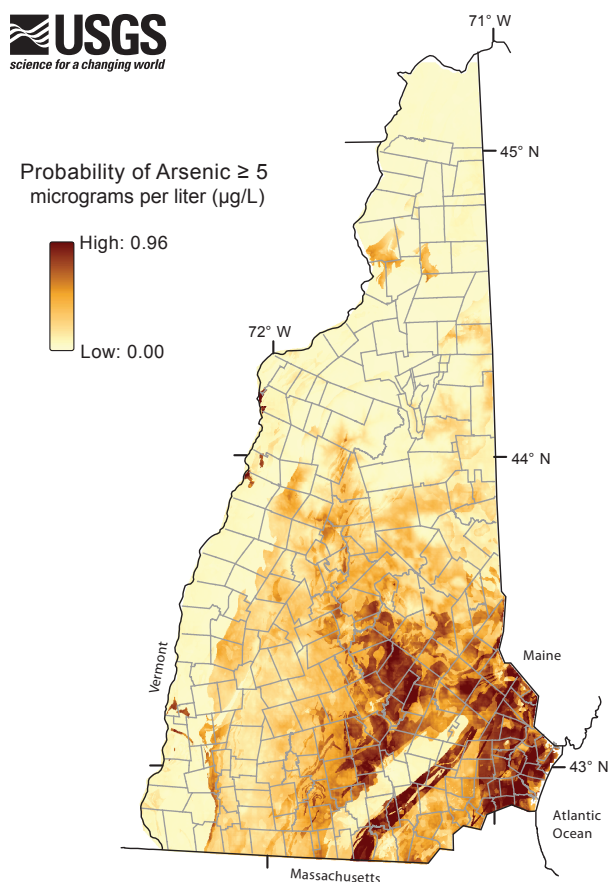 USGS
science for a changing world
71° W
45° N
Probability of Arsenic ≥ 5
micrograms per liter (µg/L)
High: 0.96
Low: 0.00
72° W
44° N
Vermont
Maine
43° N
Atlantic
Ocean
Massachusetts